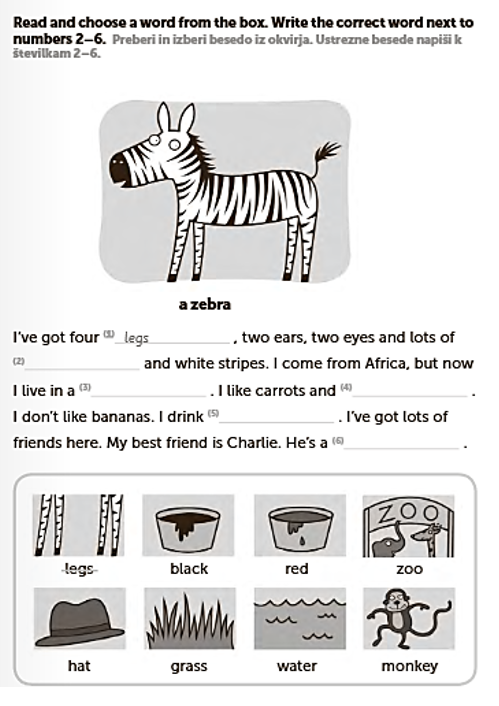 Read and choose a word from the box. Write the correct word next to
numbers 2–6. Preberi in izberi besedo iz okvirja. Ustrezne besede napiši k
številkam 2–6.
a zebra
I've got four (1) legs , two ears, two eyes and lots of
(2) and white stripes. I come from Africa, but now
I live in a (3) . I like carrots and (4) .
I don't like bananas. I drink (5) . I've got lots of
friends here. My best friend is Charlie. He's a (6) .
ZOO
legs black red zoo
hat grass water monkey